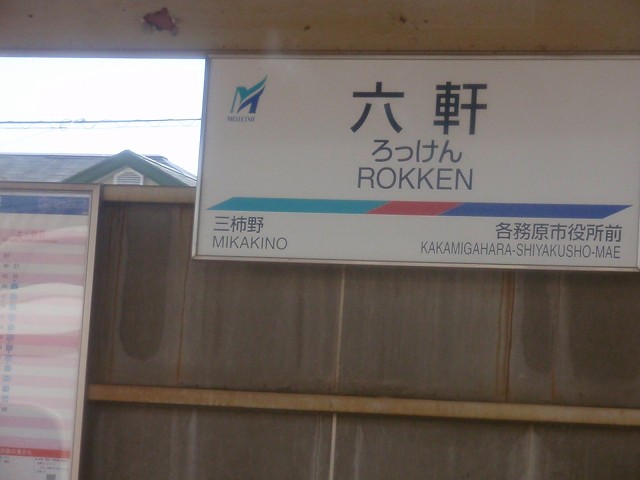 MEITETSU
六軒
ろっけん
ROKKEN
三柿野
MIKAKINO
各務原市役所前
KAKAMIGAHARA-SHIYAKUSHO-MAE